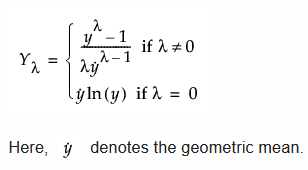 Y_λ = { (y^λ − 1) / (λẏ^(λ−1)) if λ ≠ 0
ẏ ln(y) if λ = 0
Here, ẏ denotes the geometric mean.